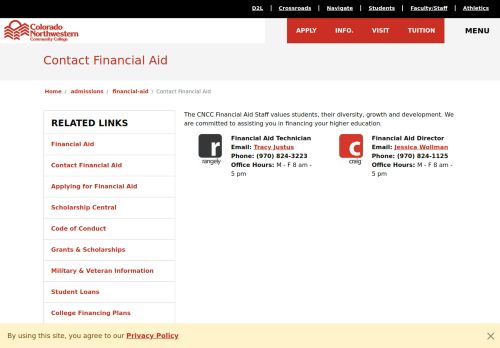 D2L | Crossroads | Navigate | Students | Faculty/Staff | Athletics
Colorado
Northwestern
Community College
APPLY INFO. VISIT TUITION MENU
Contact Financial Aid
Home / admissions / financial-aid / Contact Financial Aid
RELATED LINKS
Financial Aid
Contact Financial Aid
Applying for Financial Aid
Scholarship Central
Code of Conduct
Grants & Scholarships
Military & Veteran Information
Student Loans
College Financing Plans
The CNCC Financial Aid Staff values students, their diversity, growth and development. We
are committed to assisting you in financing your higher education.
r
rangely
Financial Aid Technician
Email: Tracy Justus
Phone: (970) 824-3223
Office Hours: M - F 8 am -
5 pm
c
craig
Financial Aid Director
Email: Jessica Wollman
Phone: (970) 824-1125
Office Hours: M - F 8 am -
5 pm
By using this site, you agree to our Privacy Policy
×